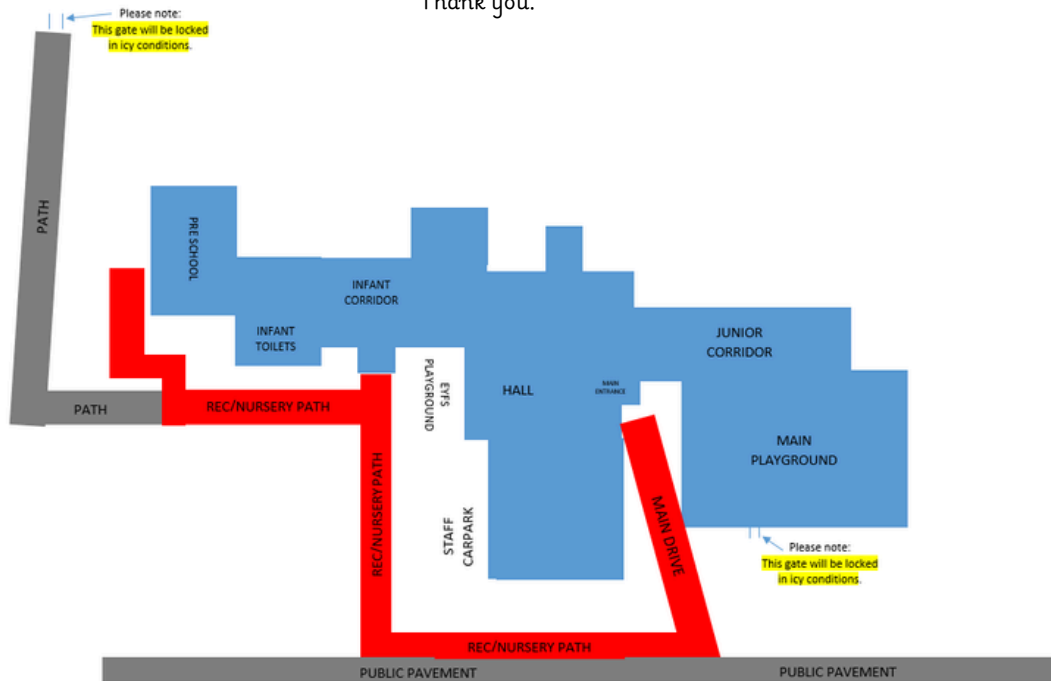 Thank you.
Please note:
This gate will be locked
in icy conditions.
PATH
PRESCHOOL
INFANT
CORRIDOR
INFANT
TOILETS
JUNIOR
CORRIDOR
EYFS
PLAYGROUND
HALL
MAIN
ENTRANCE
PATH
REC/NURSERY PATH
MAIN
PLAYGROUND
REC/NURSERY PATH
STAFF
CARPARK
MAIN DRIVE
Please note:
This gate will be locked
in icy conditions.
REC/NURSERY PATH
PUBLIC PAVEMENT
PUBLIC PAVEMENT